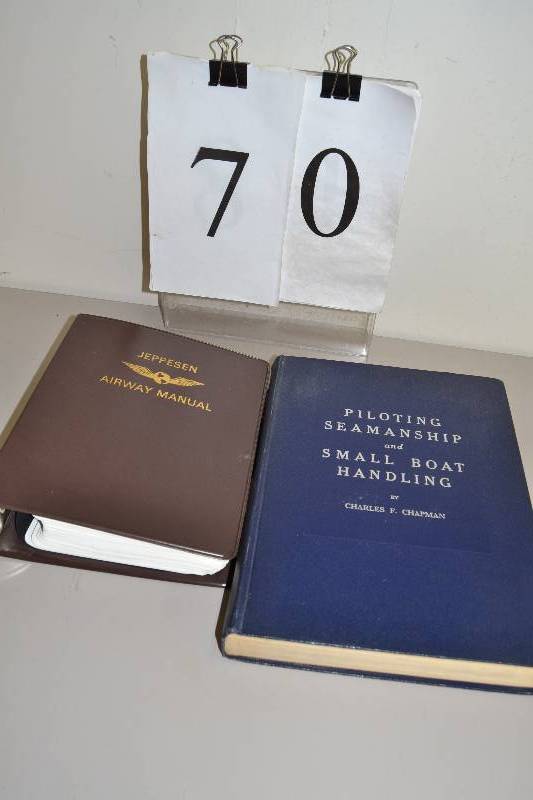 70
JEPPESEN
AIRWAY MANUAL
PILOTING
SEAMANSHIP
and
SMALL BOAT
HANDLING
BY
CHARLES F. CHAPMAN